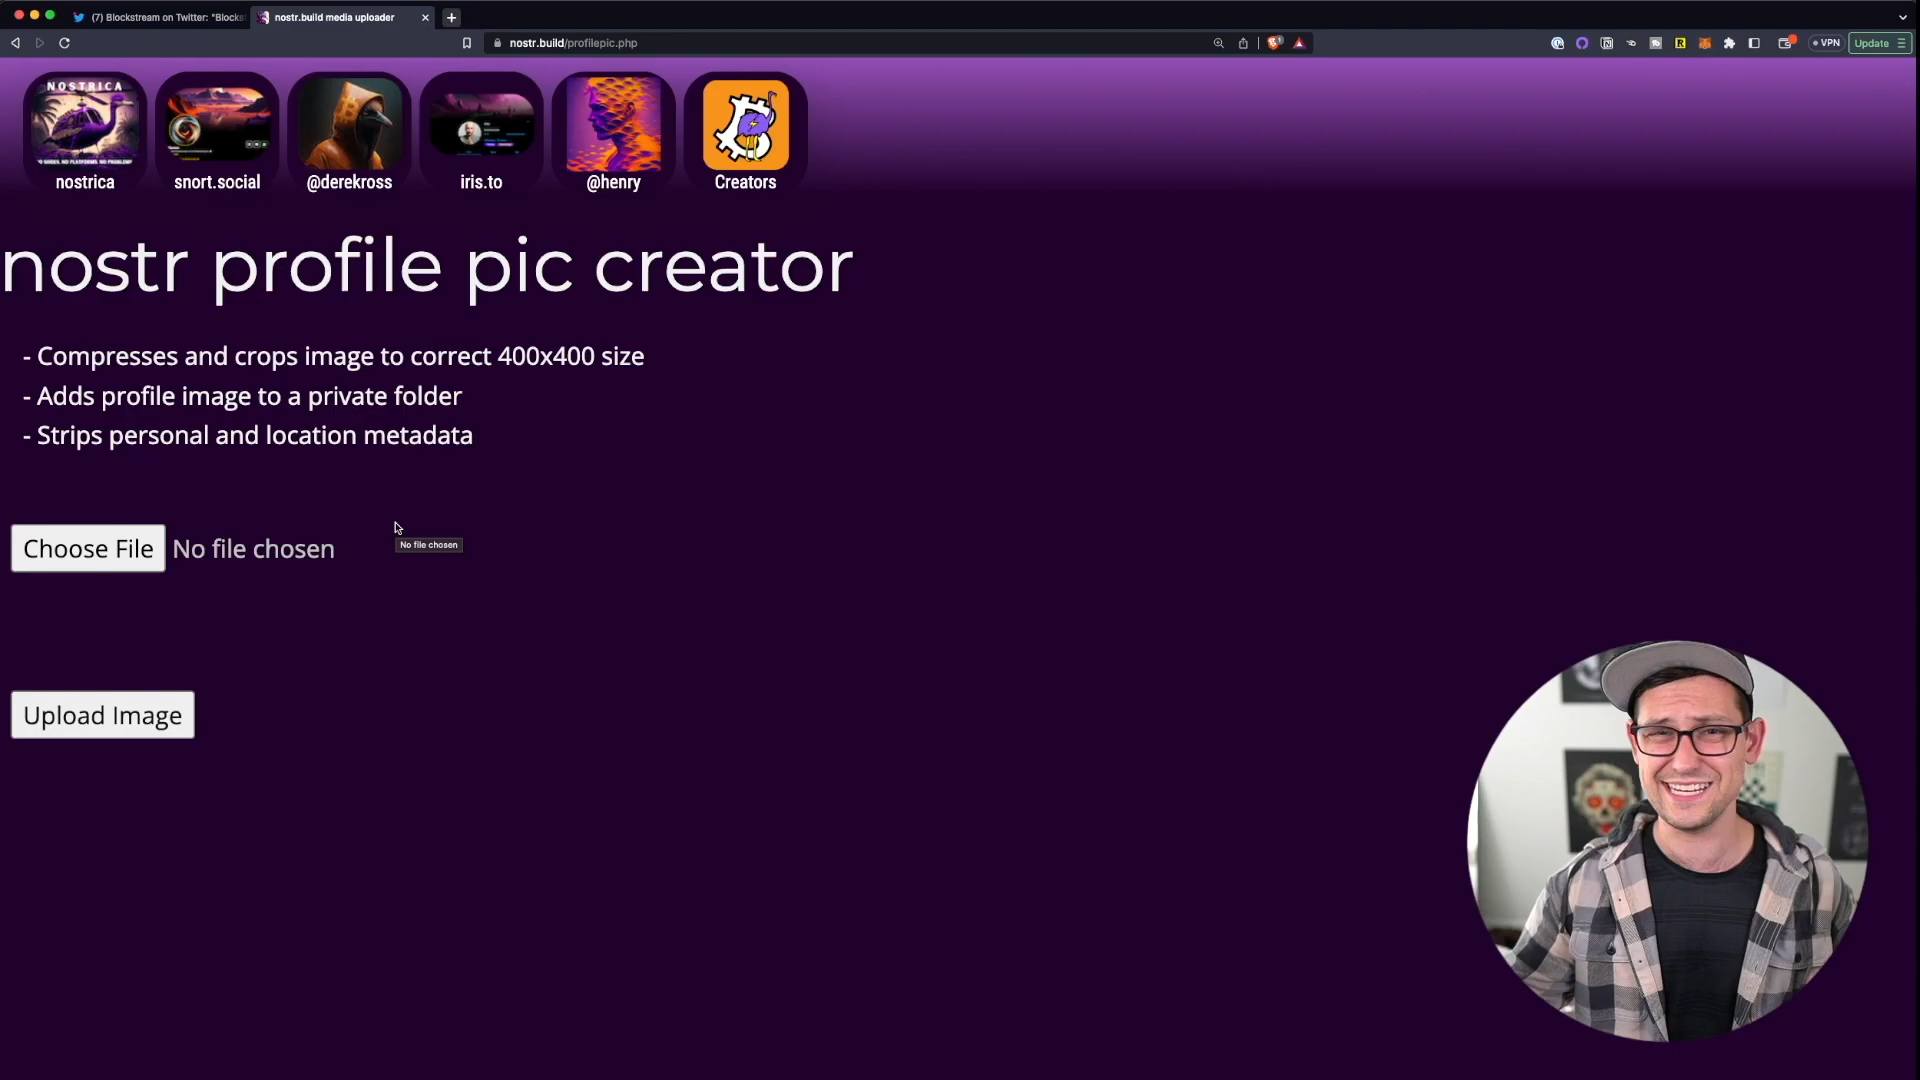 (7) Blockstream on Twitter: "Blocks
nostr.build media uploader
nostr.build/profilepic.php
VPN
Update
NOSTRICA
nostrica
snort.social
@derekross
iris.to
@henry
Creators
nostr profile pic creator
- Compresses and crops image to correct 400x400 size
- Adds profile image to a private folder
- Strips personal and location metadata
Choose File No file chosen
No file chosen
Upload Image